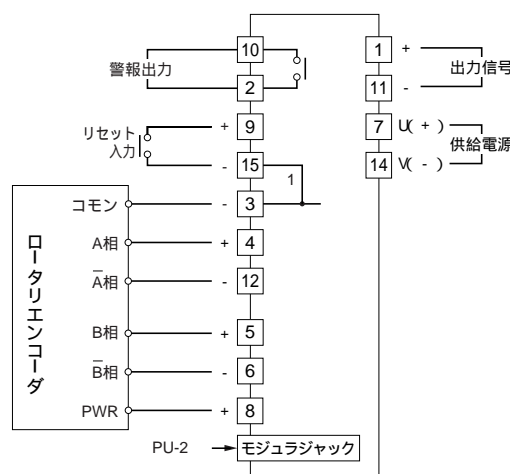 警報出力
10
2
1 +
11 -
出力信号
リセット
入力
+ 9
- 15
1
7 U( + )
14 V( - )
供給電源
ロータリエンコーダ
コモン - 3
A相 + 4
A̅相 - 12
B相 + 5
B̅相 - 6
PWR + 8
PU-2 モジュラジャック